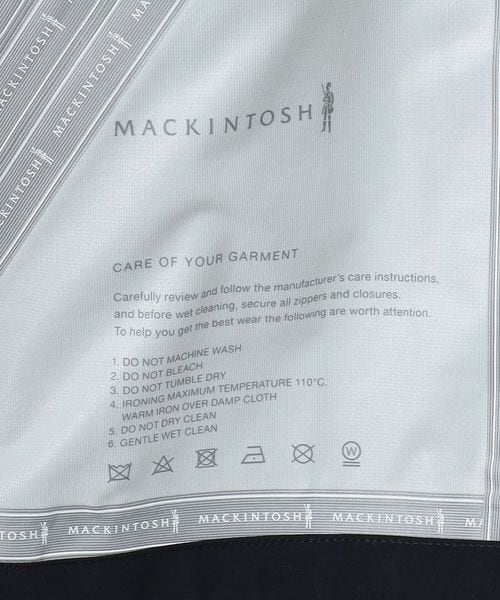 MACKINTOSH
MACKINTOSH
MACKINTOSH
CARE OF YOUR GARMENT
Carefully review and follow the manufacturer's care instructions,
and before wet cleaning, secure all zippers and closures.
To help you get the best wear the following are worth attention.
1. DO NOT MACHINE WASH
2. DO NOT BLEACH
3. DO NOT TUMBLE DRY
4. IRONING MAXIMUM TEMPERATURE 110°C.
WARM IRON OVER DAMP CLOTH
5. DO NOT DRY CLEAN
6. GENTLE WET CLEAN
W
TOSH MACKINTOSH MACKINTOSH MACKINTOSH MA